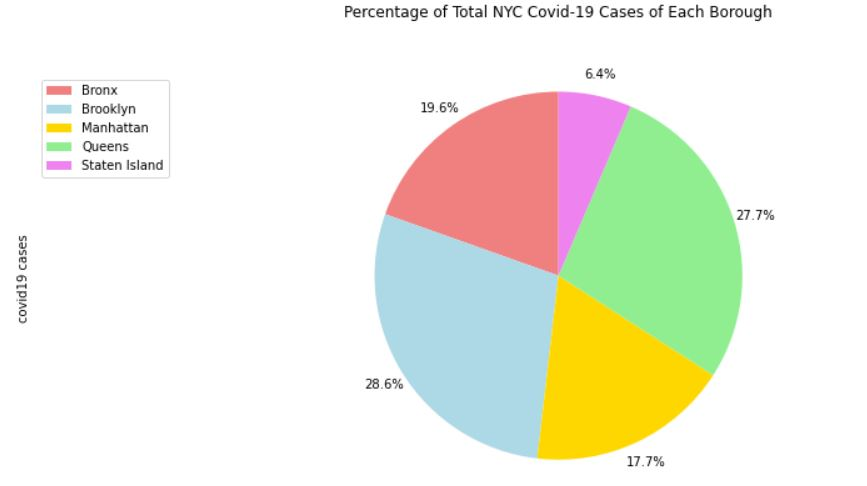 Percentage of Total NYC Covid-19 Cases of Each Borough
Bronx
Brooklyn
Manhattan
Queens
Staten Island
covid19 cases
6.4%
19.6%
27.7%
28.6%
17.7%